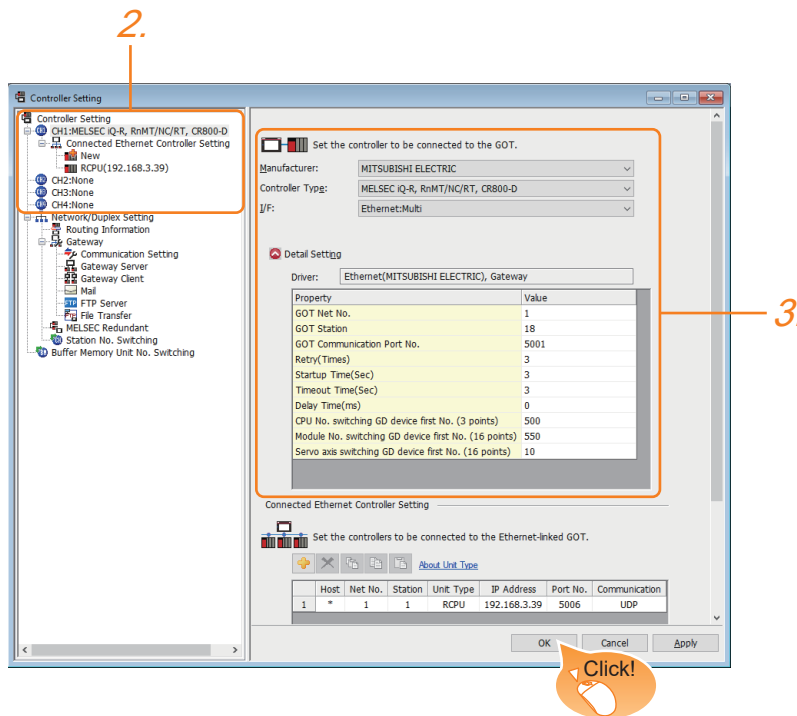 2.
Controller Setting
Controller Setting
CH1:MELSEC iQ-R, RnMT/NC/RT, CR800-D
Connected Ethernet Controller Setting
New
RCPU(192.168.3.39)
CH2:None
CH3:None
CH4:None
Network/Duplex Setting
Routing Information
Gateway
Communication Setting
Gateway Server
Gateway Client
Mail
FTP Server
File Transfer
MELSEC Redundant
Station No. Switching
Buffer Memory Unit No. Switching
Set the controller to be connected to the GOT.
Manufacturer: MITSUBISHI ELECTRIC
Controller Type: MELSEC iQ-R, RnMT/NC/RT, CR800-D
I/F: Ethernet:Multi
Detail Setting
Driver: Ethernet(MITSUBISHI ELECTRIC), Gateway
Property Value
GOT Net No. 1
GOT Station 18
GOT Communication Port No. 5001
Retry(Times) 3
Startup Time(Sec) 3
Timeout Time(Sec) 3
Delay Time(ms) 0
CPU No. switching GD device first No. (3 points) 500
Module No. switching GD device first No. (16 points) 550
Servo axis switching GD device first No. (16 points) 10
3.
Connected Ethernet Controller Setting
Set the controllers to be connected to the Ethernet-linked GOT.
About Unit Type
Host Net No. Station Unit Type IP Address Port No. Communication
1 * 1 1 RCPU 192.168.3.39 5006 UDP
OK Cancel Apply
Click!